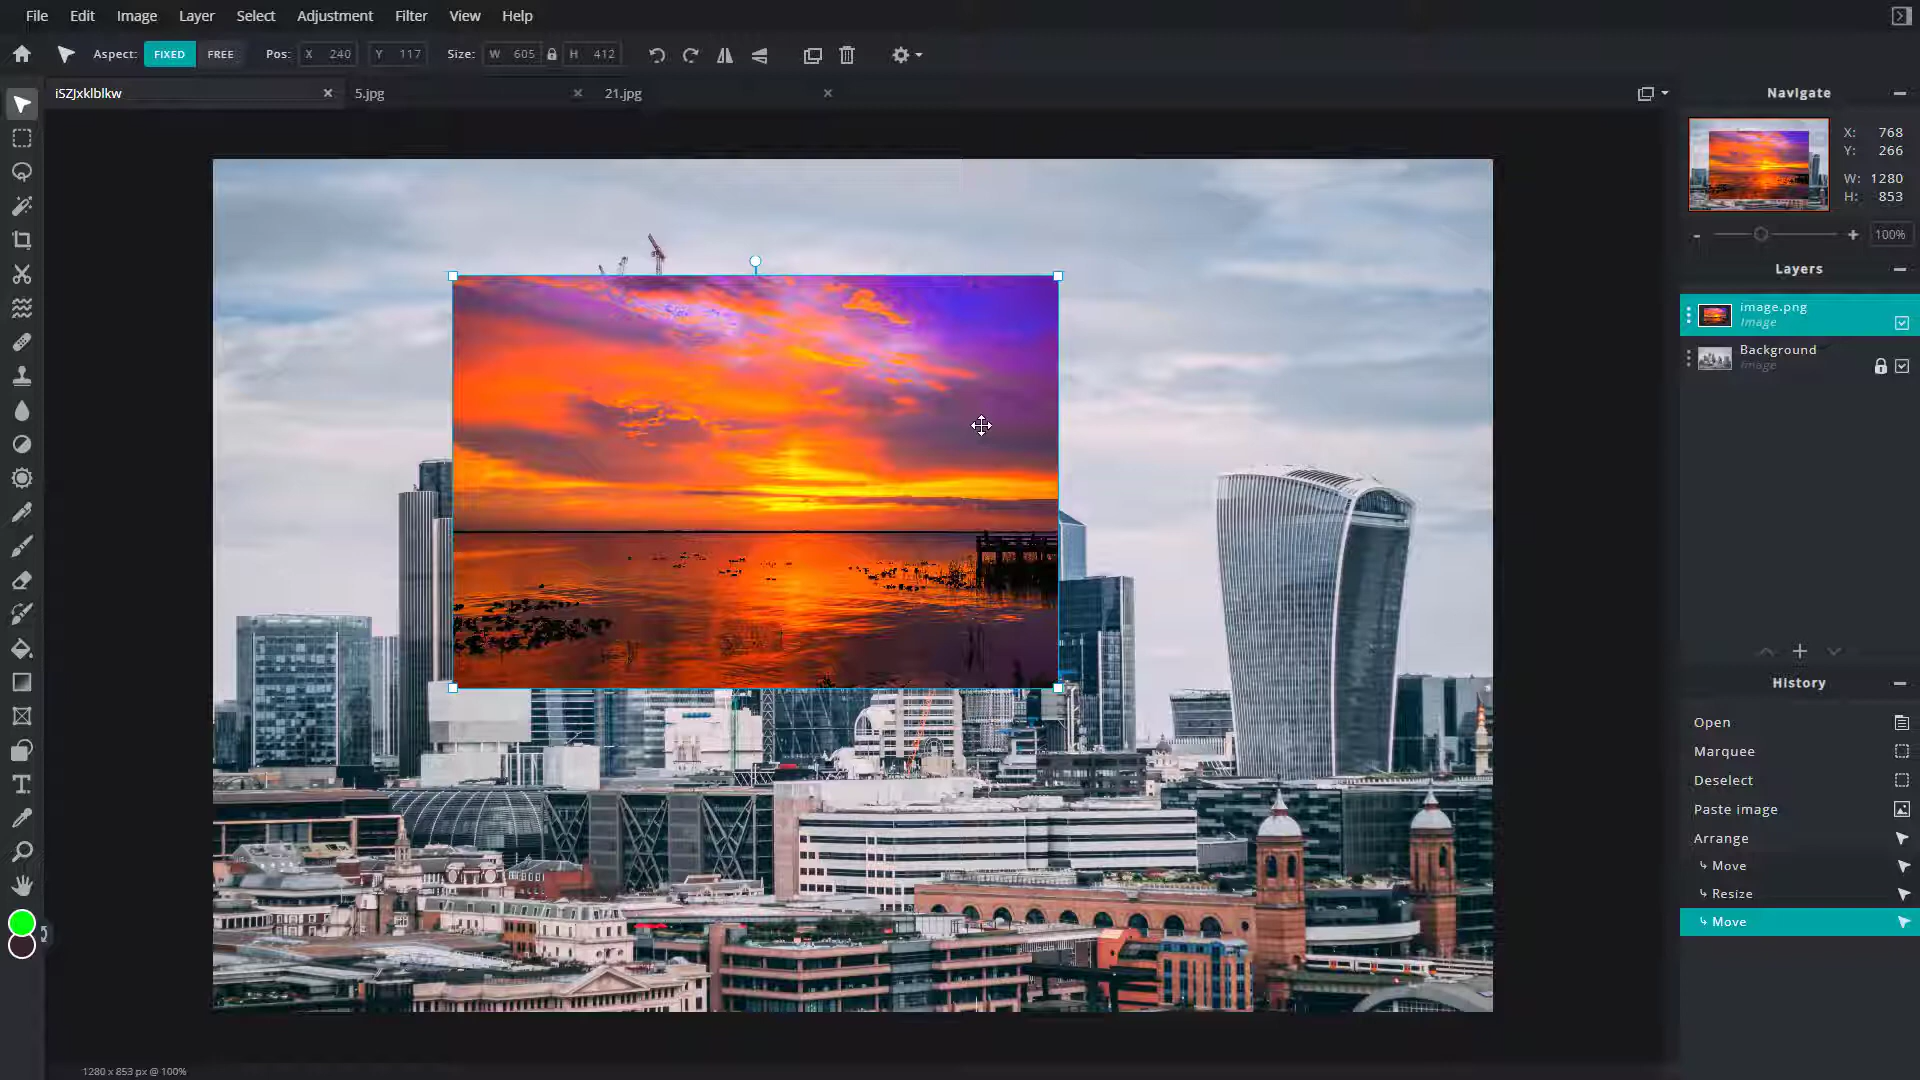 File Edit Image Layer Select Adjustment Filter View Help
Aspect: FIXED FREE Pos: X 240 Y 117 Size: W 605 H 412
iSZJxklblkw 5.jpg 21.jpg
Navigate
X: 768
Y: 266
W: 1280
H: 853
- + 100%
Layers
image.png
Image
Background
Image
History
Open
Marquee
Deselect
Paste image
Arrange
Move
Resize
Move
1280 x 853 px @ 100%